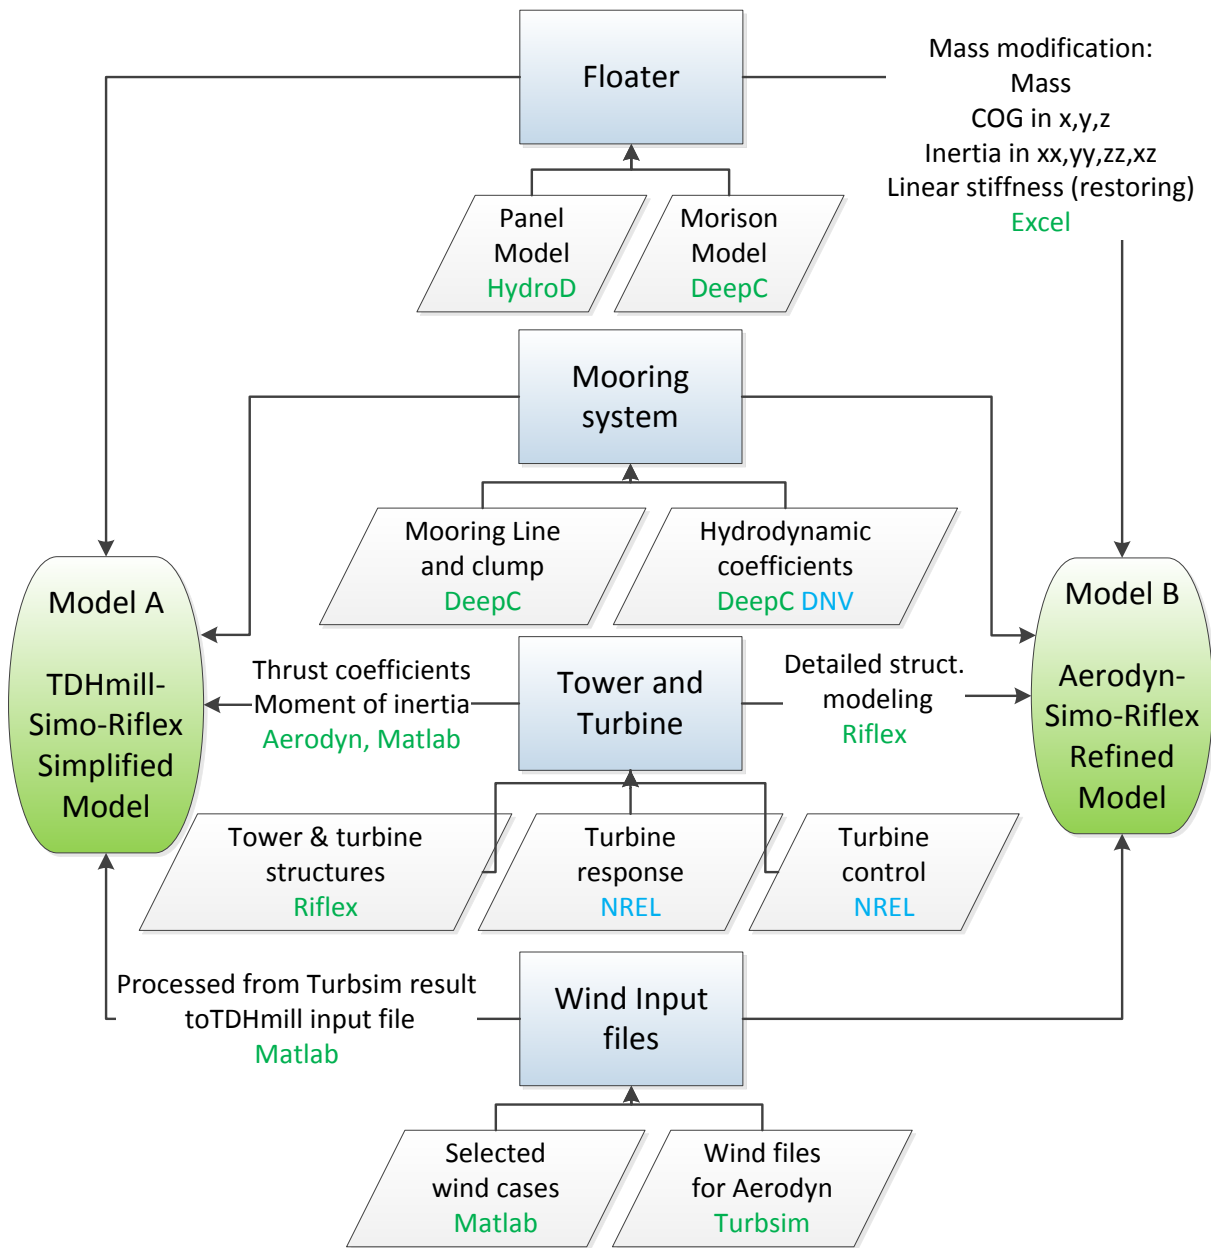 Floater
Mass modification:
Mass
COG in x,y,z
Inertia in xx,yy,zz,xz
Linear stiffness (restoring)
Excel
Panel
Model
HydroD
Morison
Model
DeepC
Mooring
system
Mooring Line
and clump
DeepC
Hydrodynamic
coefficients
DeepC DNV
Model A
TDHmill-
Simo-Riflex
Simplified
Model
Thrust coefficients
Moment of inertia
Aerodyn, Matlab
Tower and
Turbine
Detailed struct.
modeling
Riflex
Model B
Aerodyn-
Simo-Riflex
Refined
Model
Tower & turbine
structures
Riflex
Turbine
response
NREL
Turbine
control
NREL
Processed from Turbsim result
toTDHmill input file
Matlab
Wind Input
files
Selected
wind cases
Matlab
Wind files
for Aerodyn
Turbsim